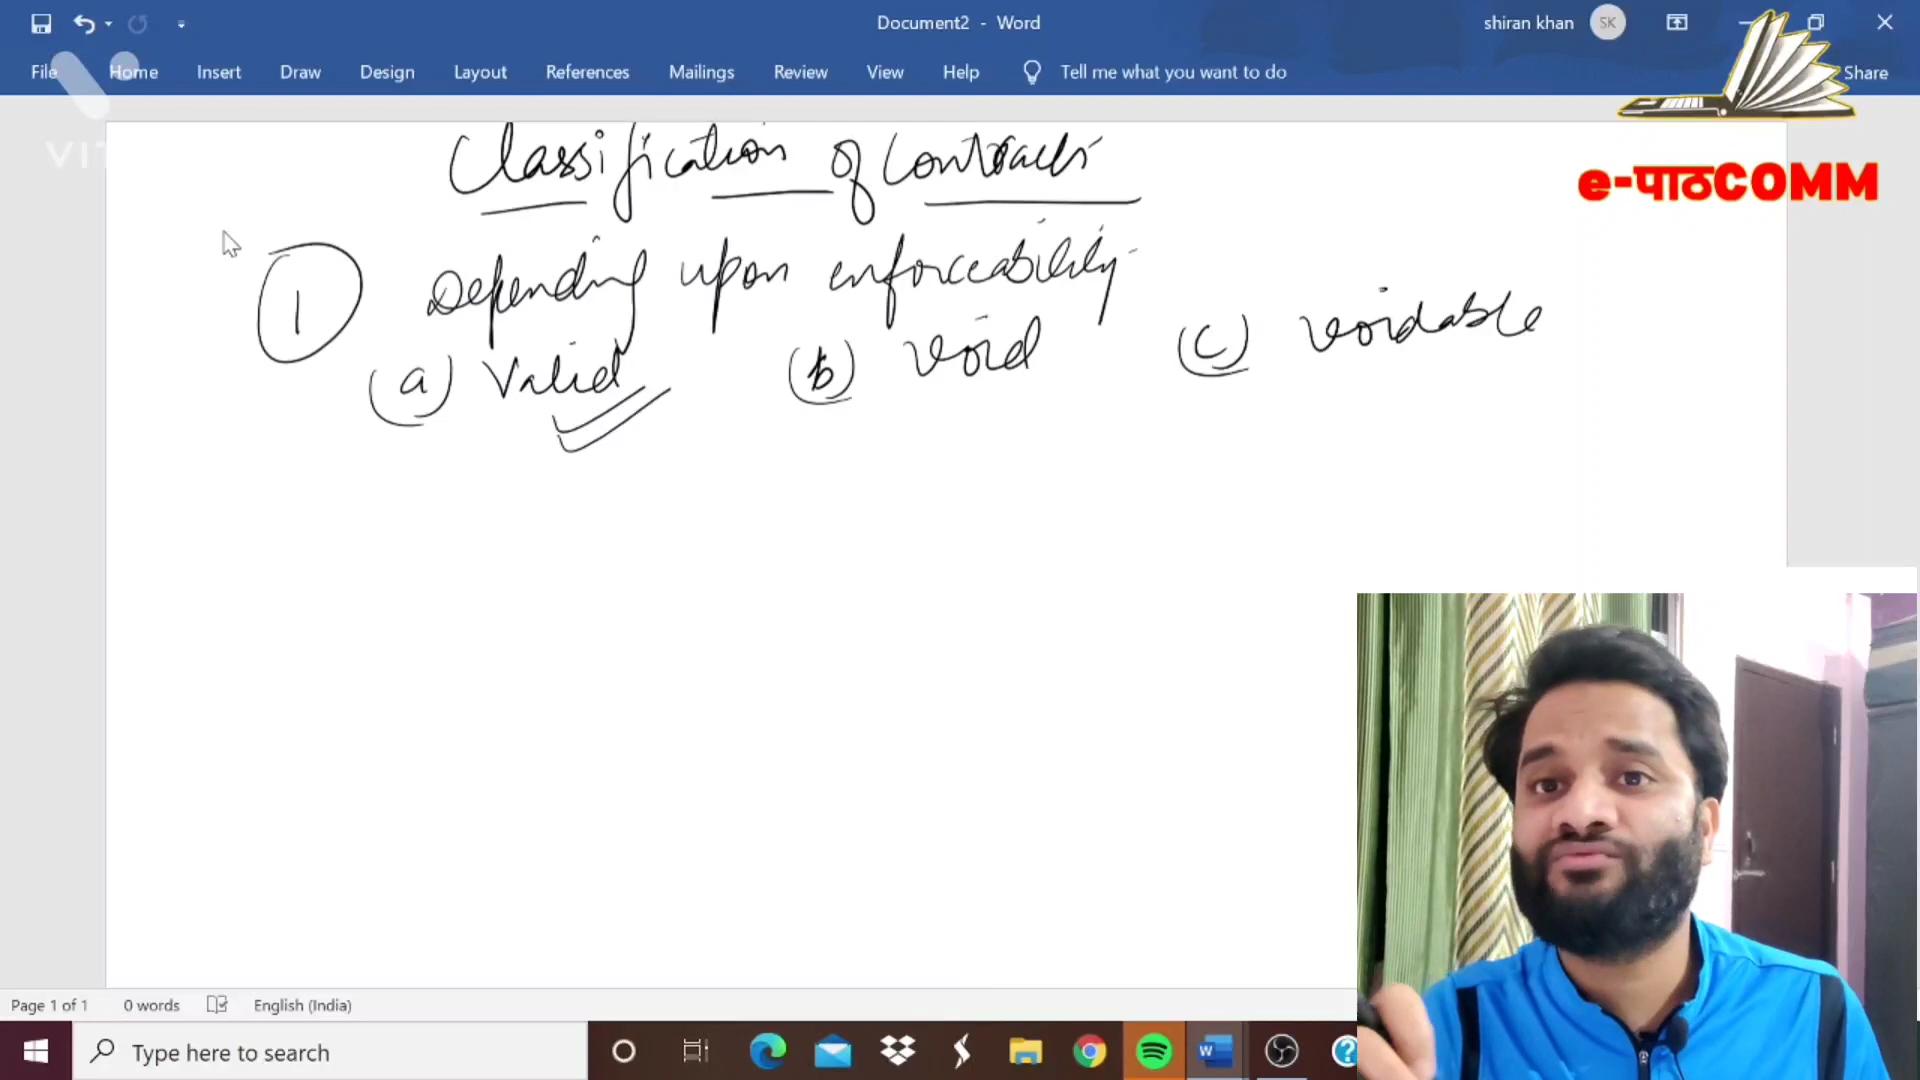 Document2 - Word
shiran khan
SK
File Home Insert Draw Design Layout References Mailings Review View Help Tell me what you want to do
Share
VIT
e-पाठCOMM
Classification of Contracts
1 Depending upon enforceability
(a) Valid (b) Void (c) Voidable
Page 1 of 1 0 words English (India)
Type here to search